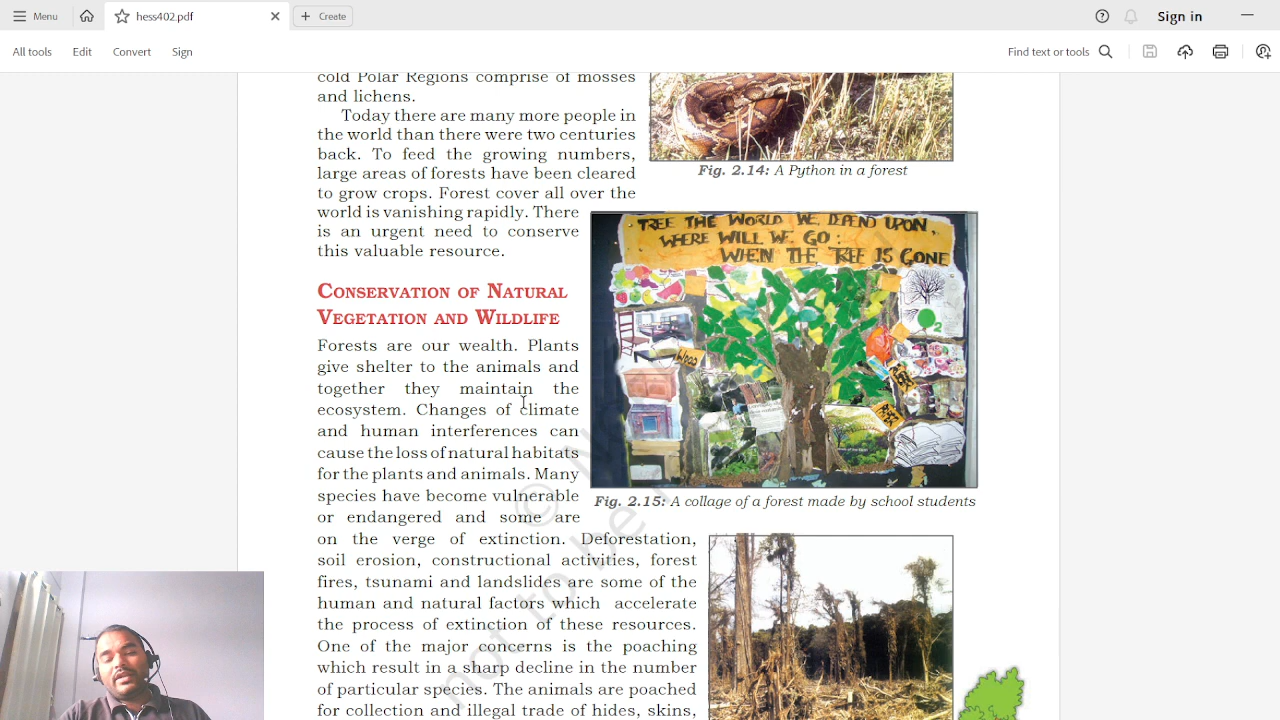 Menu
hess402.pdf
Create
Sign in
All tools
Edit
Convert
Sign
Find text or tools
cold Polar Regions comprise of mosses
and lichens.
Today there are many more people in
the world than there were two centuries
back. To feed the growing numbers,
large areas of forests have been cleared
to grow crops. Forest cover all over the
world is vanishing rapidly. There
is an urgent need to conserve
this valuable resource.
Fig. 2.14: A Python in a forest
TREE THE WORLD WE DEPEND UPON,
WHERE WILL WE GO:
WHEN THE TREE IS GONE
WOOD
Fig. 2.15: A collage of a forest made by school students
CONSERVATION OF NATURAL
VEGETATION AND WILDLIFE
Forests are our wealth. Plants
give shelter to the animals and
together they maintain the
ecosystem. Changes of climate
and human interferences can
cause the loss of natural habitats
for the plants and animals. Many
species have become vulnerable
or endangered and some are
on the verge of extinction. Deforestation,
soil erosion, constructional activities, forest
fires, tsunami and landslides are some of the
human and natural factors which accelerate
the process of extinction of these resources.
One of the major concerns is the poaching
which result in a sharp decline in the number
of particular species. The animals are poached
for collection and illegal trade of hides, skins,
not to be